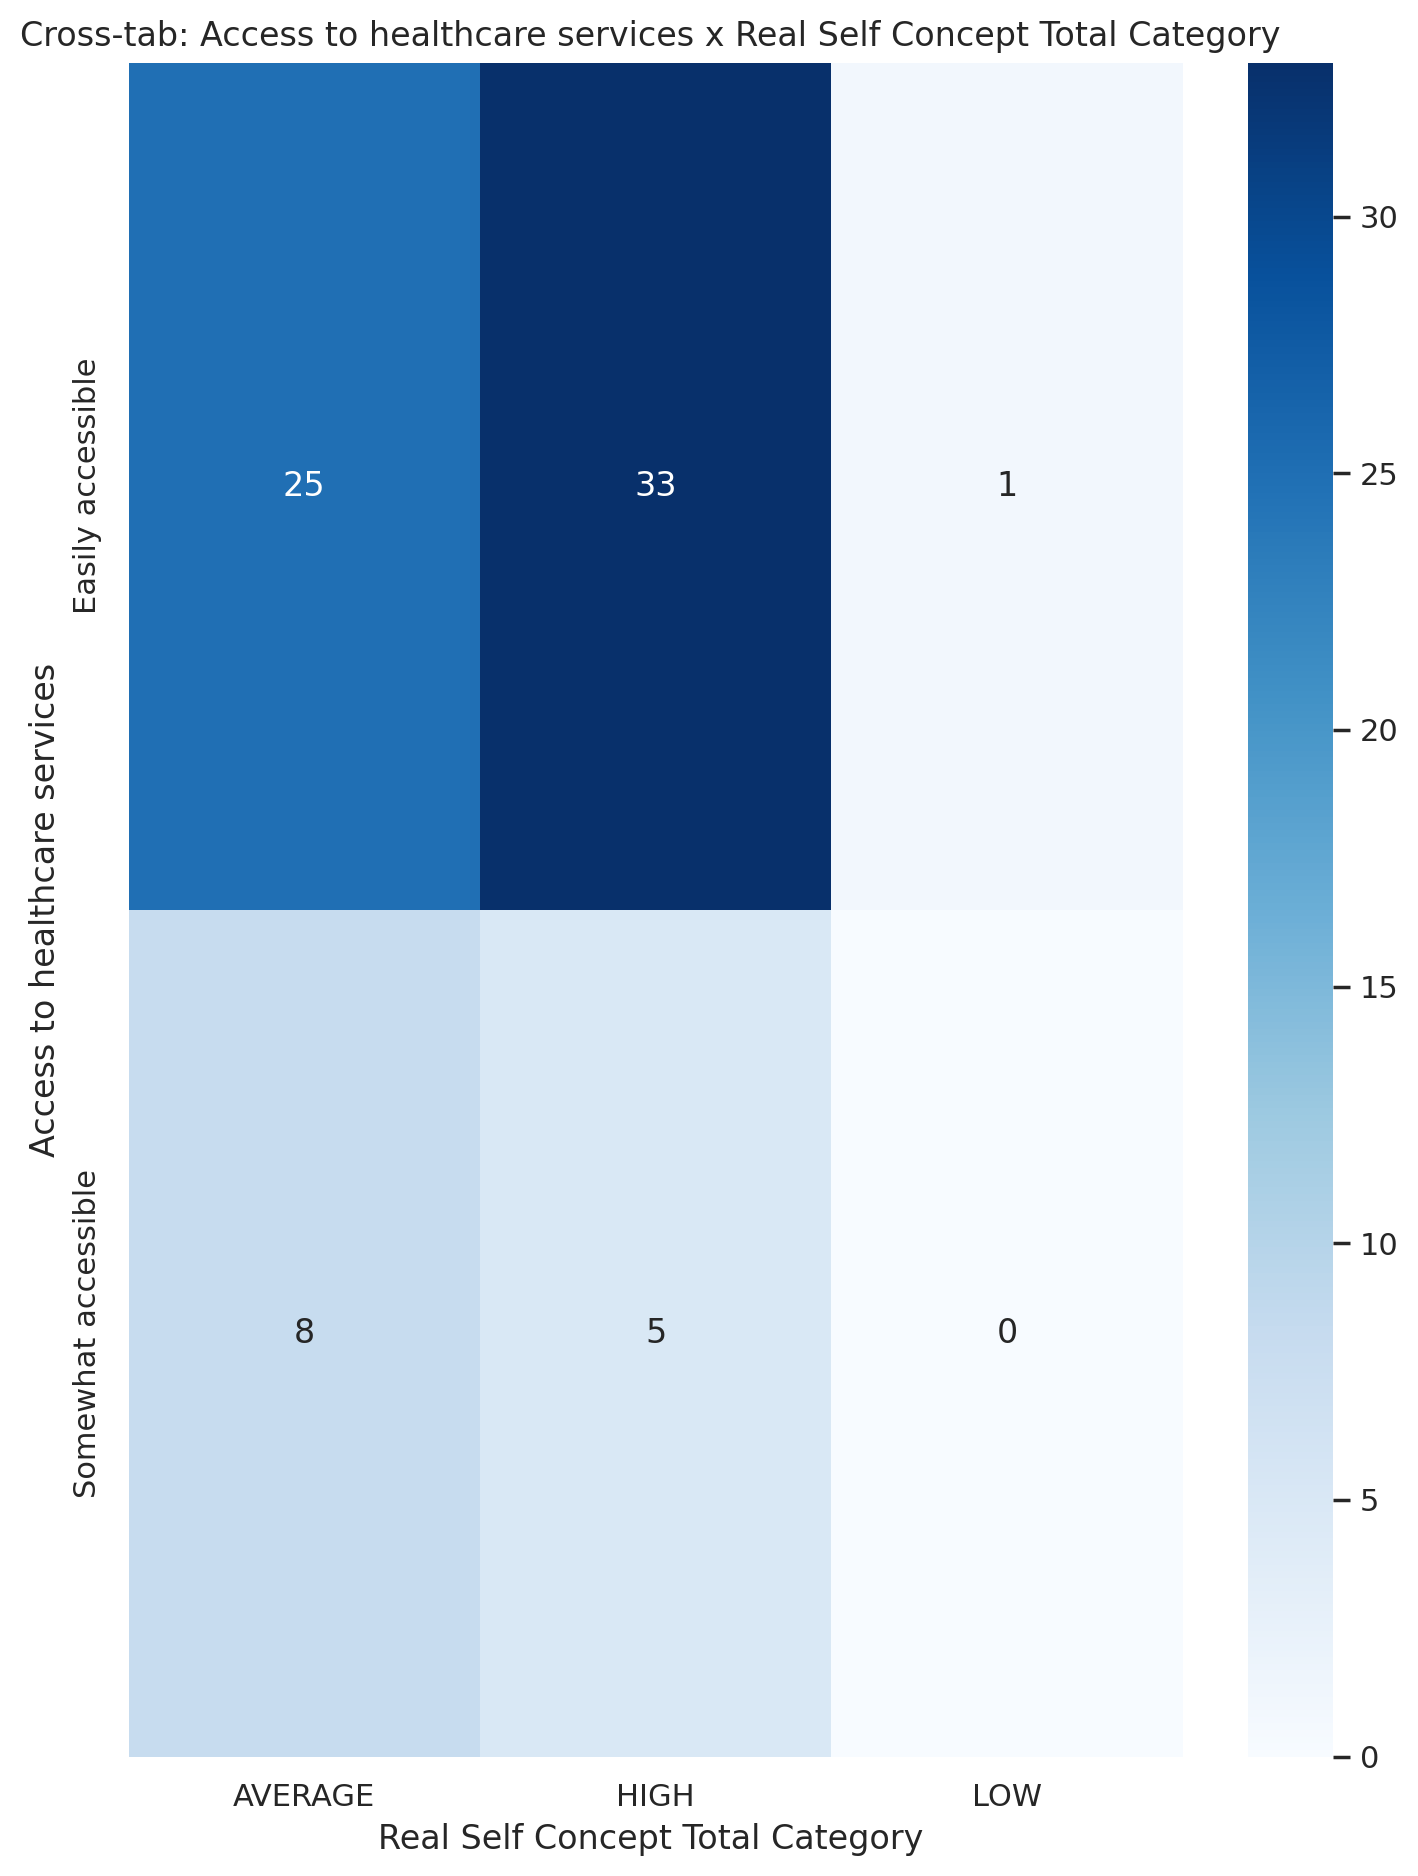 Cross-tab: Access to healthcare services x Real Self Concept Total Category
Access to healthcare services
Easily accessible
25 33 1
Somewhat accessible
8 5 0
AVERAGE HIGH LOW
Real Self Concept Total Category
30
25
20
15
10
5
0